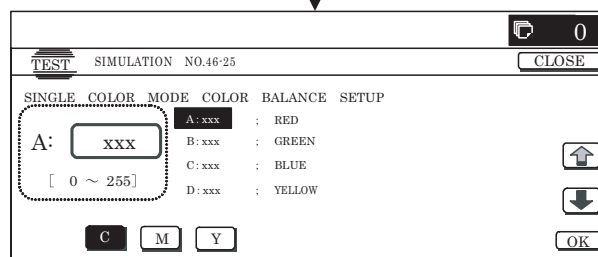 0
TEST SIMULATION NO.46-25 CLOSE
SINGLE COLOR MODE COLOR BALANCE SETUP
A: xxx
[ 0 ~ 255]
A: xxx ; RED
B: xxx ; GREEN
C: xxx ; BLUE
D: xxx ; YELLOW
C M Y OK